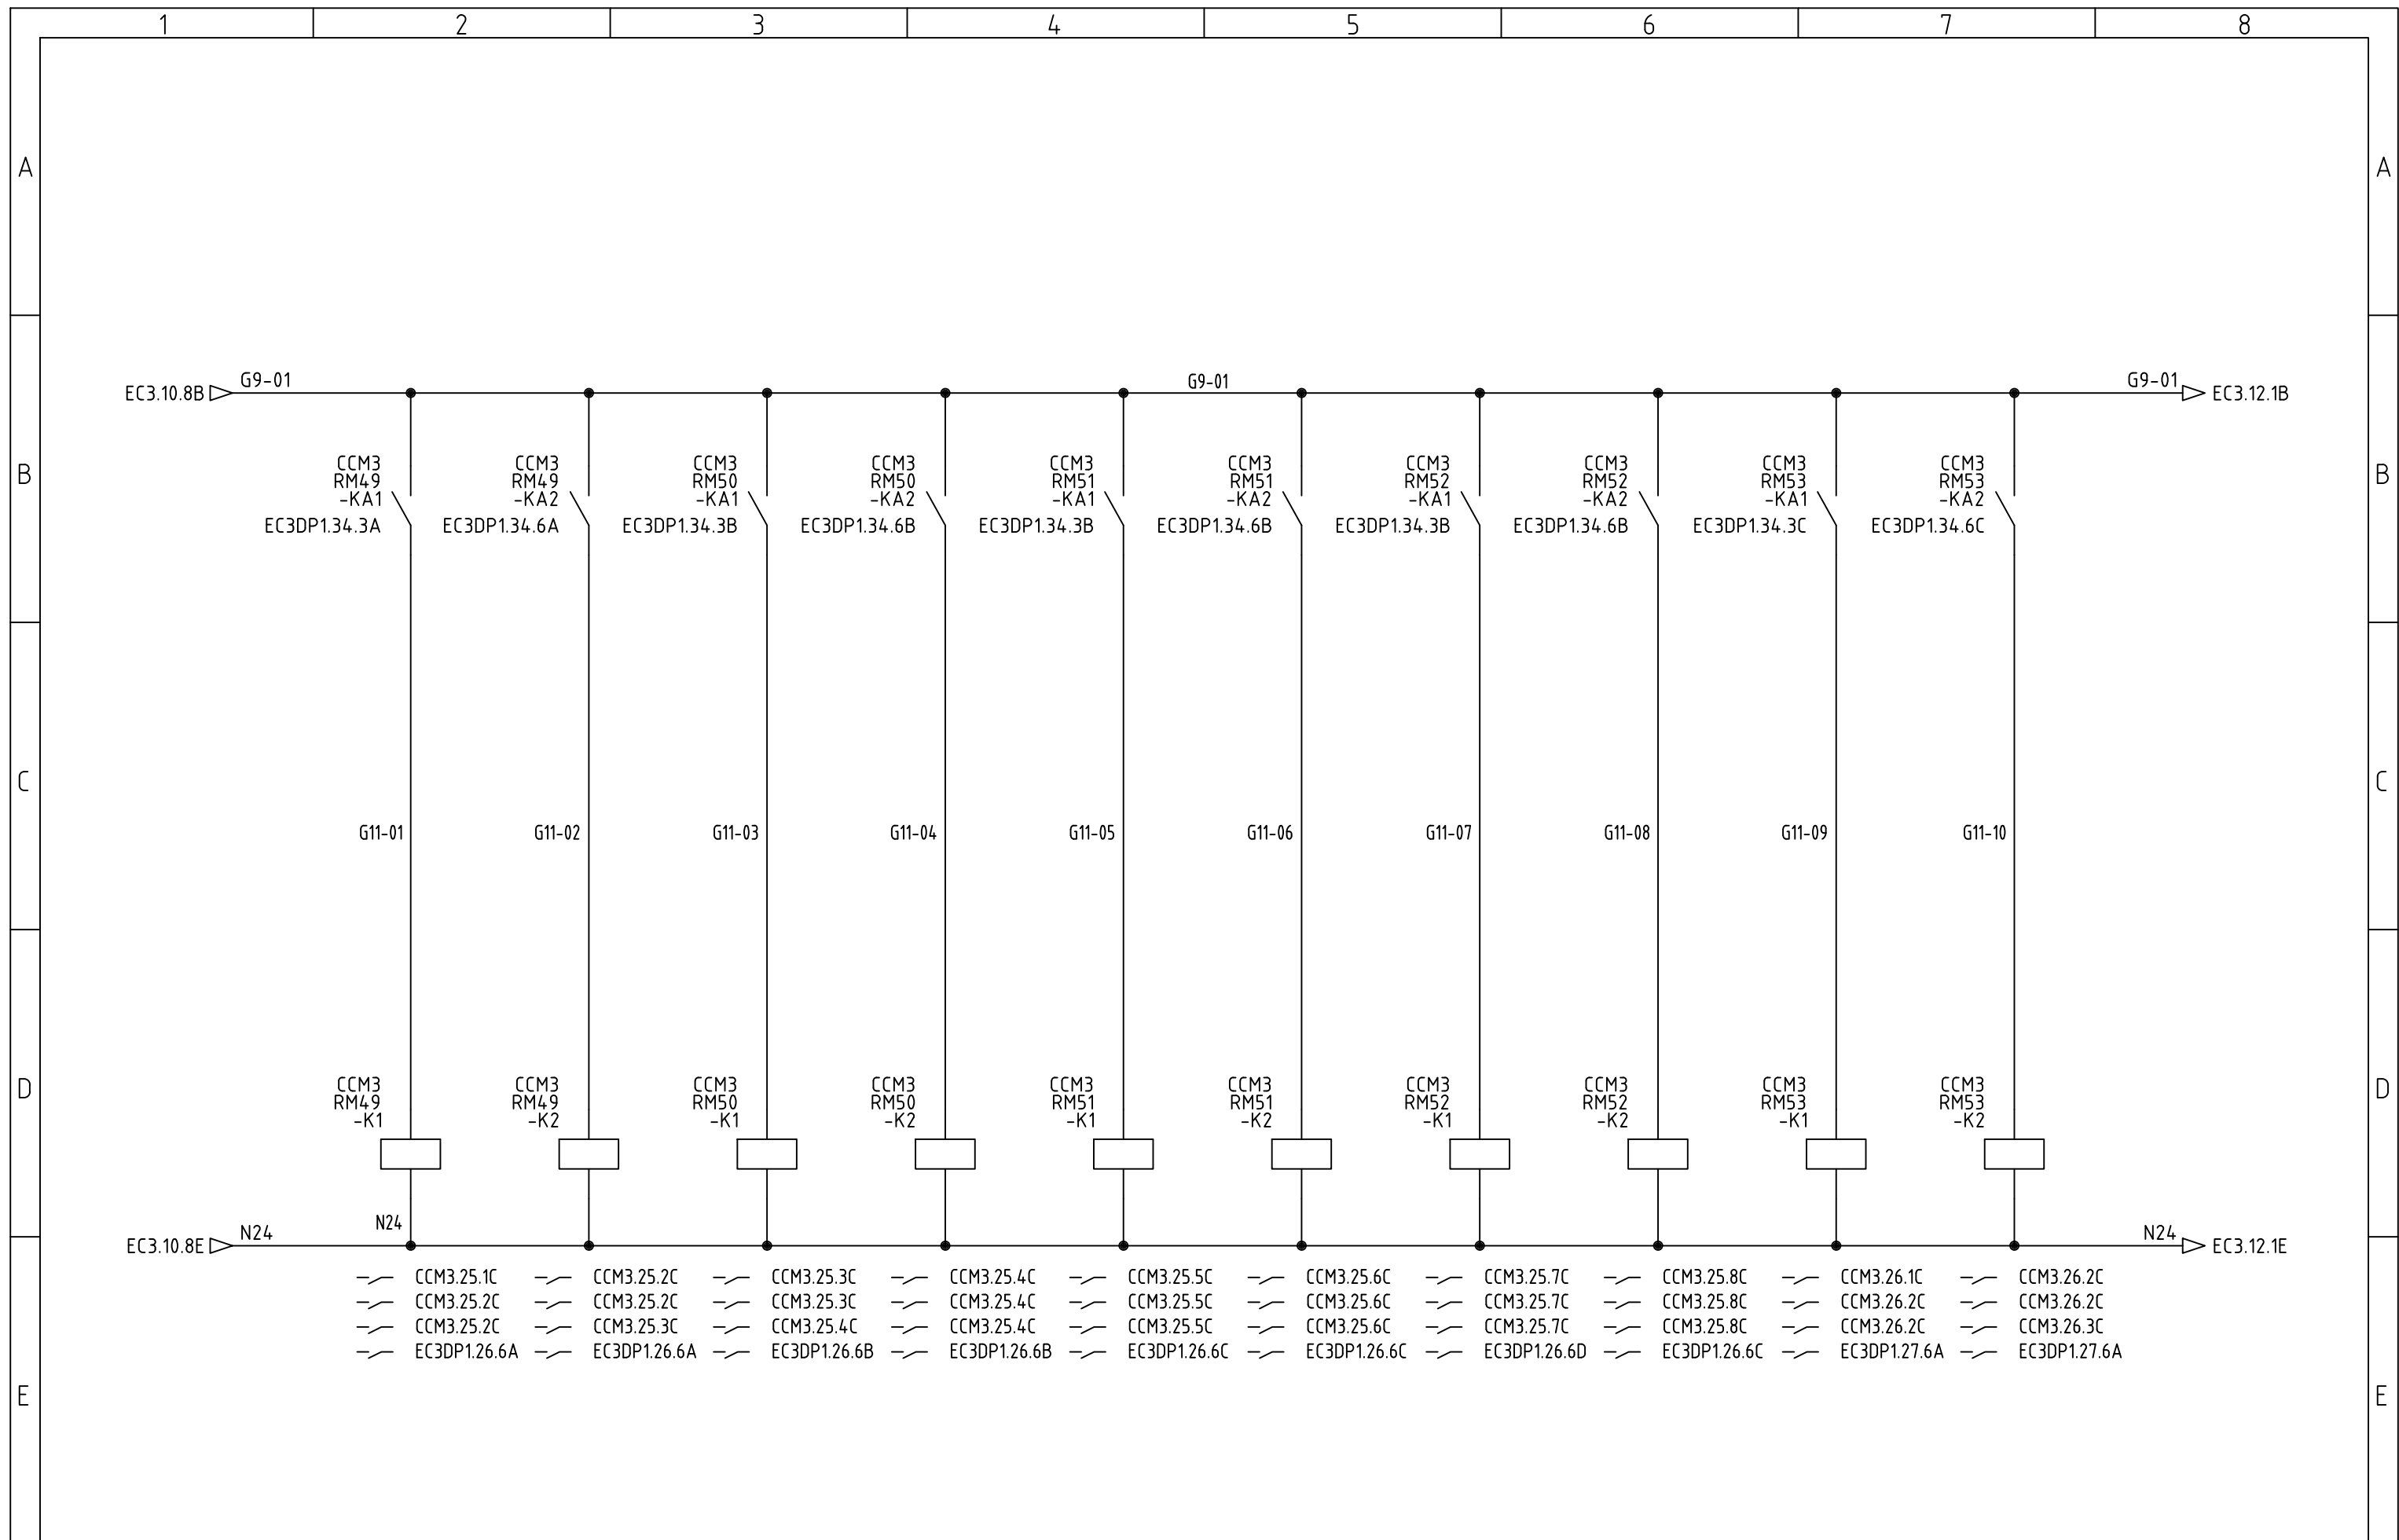 1 2 3 4 5 6 7 8
A A
G9-01 G9-01 G9-01
EC3.10.8B EC3.12.1B
CCM3 CCM3 CCM3 CCM3 CCM3 CCM3 CCM3 CCM3 CCM3 CCM3
B B
RM49 RM49 RM50 RM50 RM51 RM51 RM52 RM52 RM53 RM53
-KA1 -KA2 -KA1 -KA2 -KA1 -KA2 -KA1 -KA2 -KA1 -KA2
EC3DP1.34.3A EC3DP1.34.6A EC3DP1.34.3B EC3DP1.34.6B EC3DP1.34.3B EC3DP1.34.6B EC3DP1.34.3B EC3DP1.34.6B EC3DP1.34.3C EC3DP1.34.6C
C C
G11-01 G11-02 G11-03 G11-04 G11-05 G11-06 G11-07 G11-08 G11-09 G11-10
CCM3 CCM3 CCM3 CCM3 CCM3 CCM3 CCM3 CCM3 CCM3 CCM3
D D
RM49 RM49 RM50 RM50 RM51 RM51 RM52 RM52 RM53 RM53
-K1 -K2 -K1 -K2 -K1 -K2 -K1 -K2 -K1 -K2
N24 N24 N24
EC3.10.8E EC3.12.1E
CCM3.25.1C CCM3.25.2C CCM3.25.3C CCM3.25.4C CCM3.25.5C CCM3.25.6C CCM3.25.7C CCM3.25.8C CCM3.26.1C CCM3.26.2C
CCM3.25.2C CCM3.25.2C CCM3.25.3C CCM3.25.4C CCM3.25.5C CCM3.25.6C CCM3.25.7C CCM3.25.8C CCM3.26.2C CCM3.26.2C
CCM3.25.2C CCM3.25.3C CCM3.25.4C CCM3.25.4C CCM3.25.5C CCM3.25.6C CCM3.25.7C CCM3.25.8C CCM3.26.2C CCM3.26.3C
EC3DP1.26.6A EC3DP1.26.6A EC3DP1.26.6B EC3DP1.26.6B EC3DP1.26.6C EC3DP1.26.6C EC3DP1.26.6D EC3DP1.26.6C EC3DP1.27.6A EC3DP1.27.6A
E E